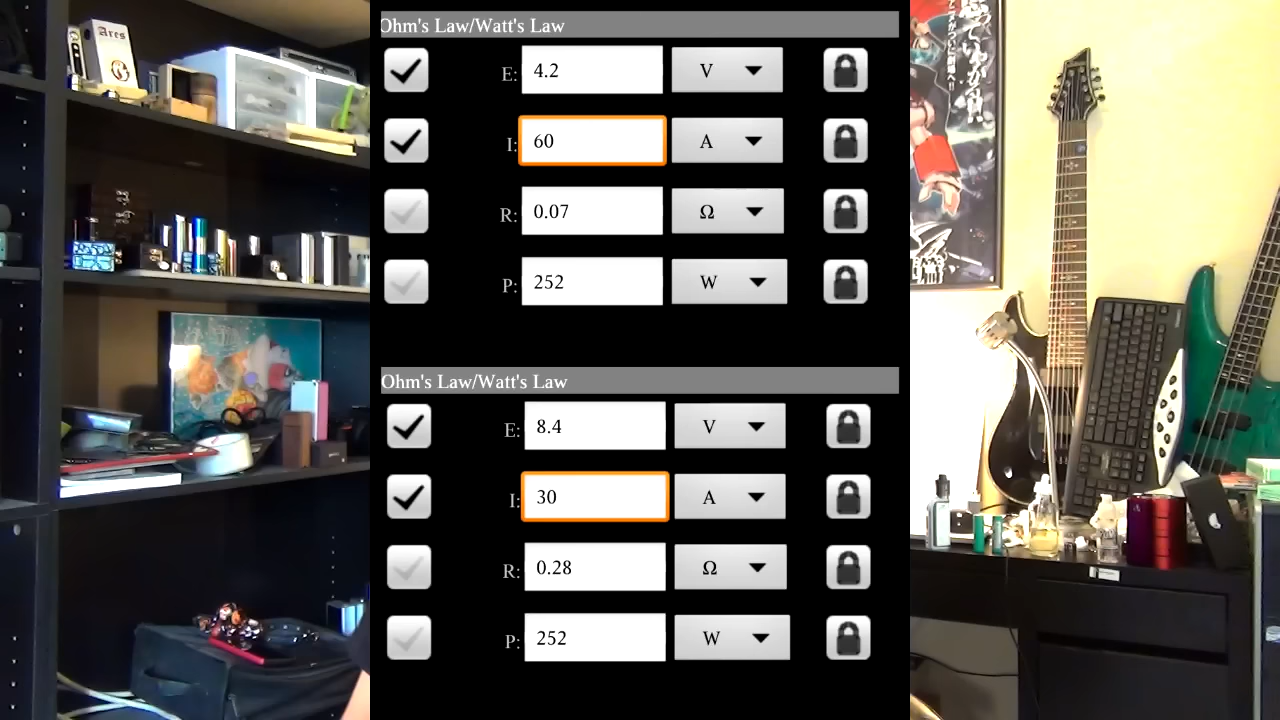 Ares
Ohm's Law/Watt's Law
E: 4.2 V
I: 60 A
R: 0.07 Ω
P: 252 W
Ohm's Law/Watt's Law
E: 8.4 V
I: 30 A
R: 0.28 Ω
P: 252 W